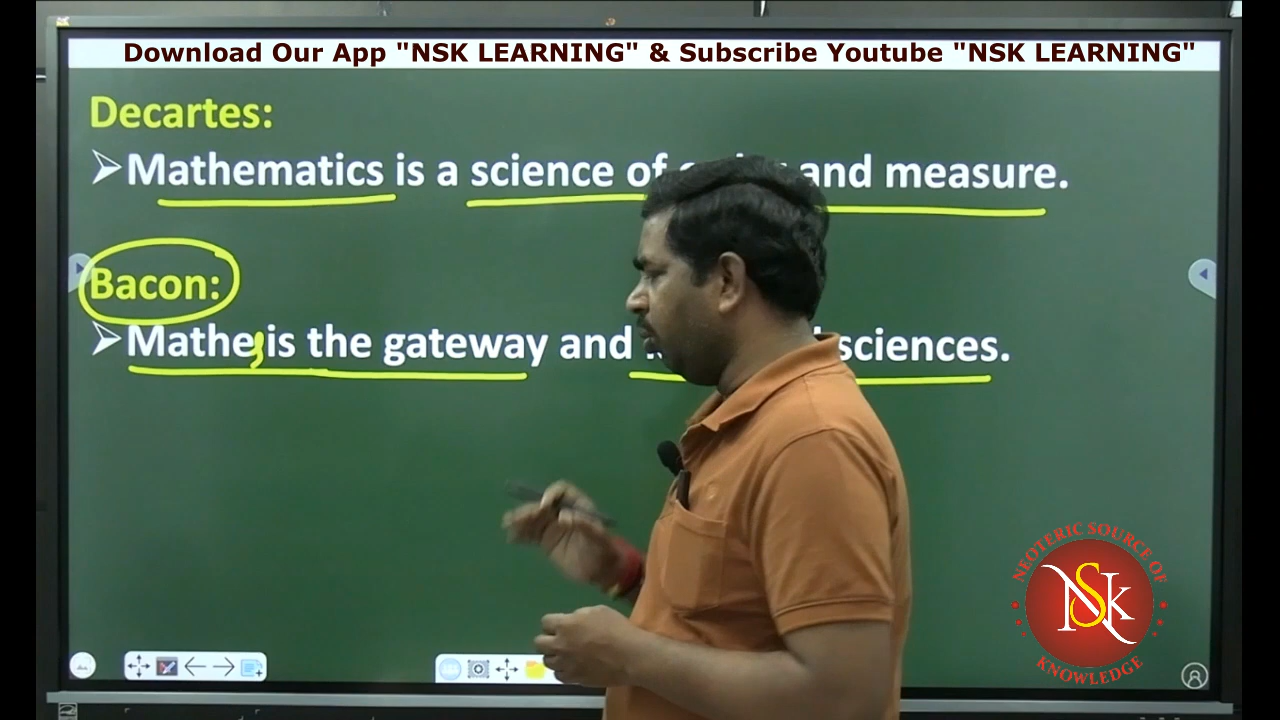 Download Our App "NSK LEARNING" & Subscribe Youtube "NSK LEARNING"
Decartes:
➢Mathematics is a science of and measure.
Bacon:
➢Mathe is the gateway and sciences.
NEOTERIC SOURCE OF
NSK
KNOWLEDGE